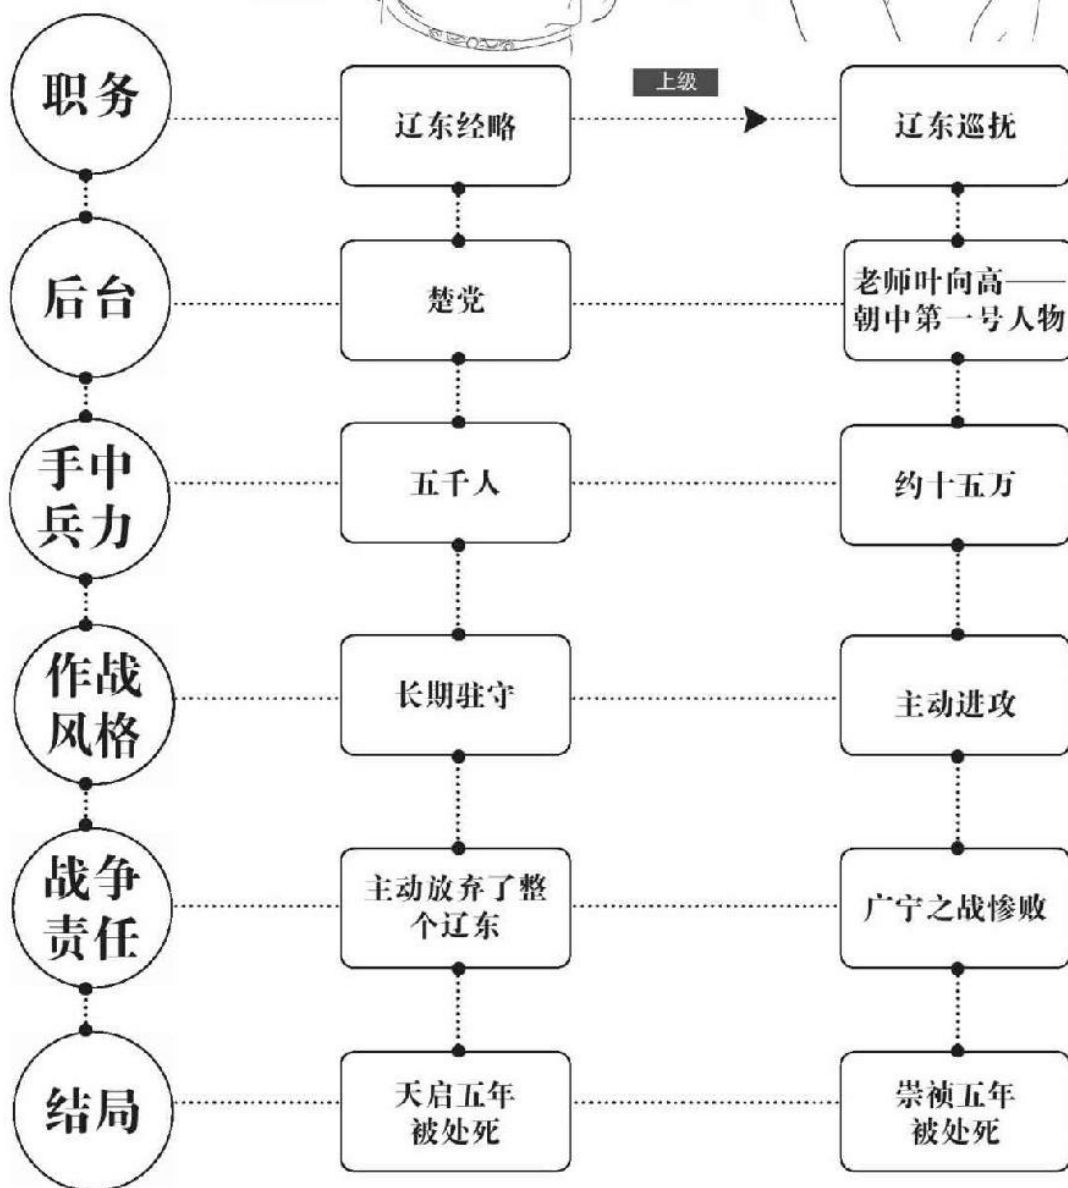 上级
职务
辽东经略
辽东巡抚
后台
楚党
老师叶向高——
朝中第一号人物
手中
兵力
五千人
约十五万
作战
风格
长期驻守
主动进攻
战争
责任
主动放弃了整
个辽东
广宁之战惨败
结局
天启五年
被处死
崇祯五年
被处死